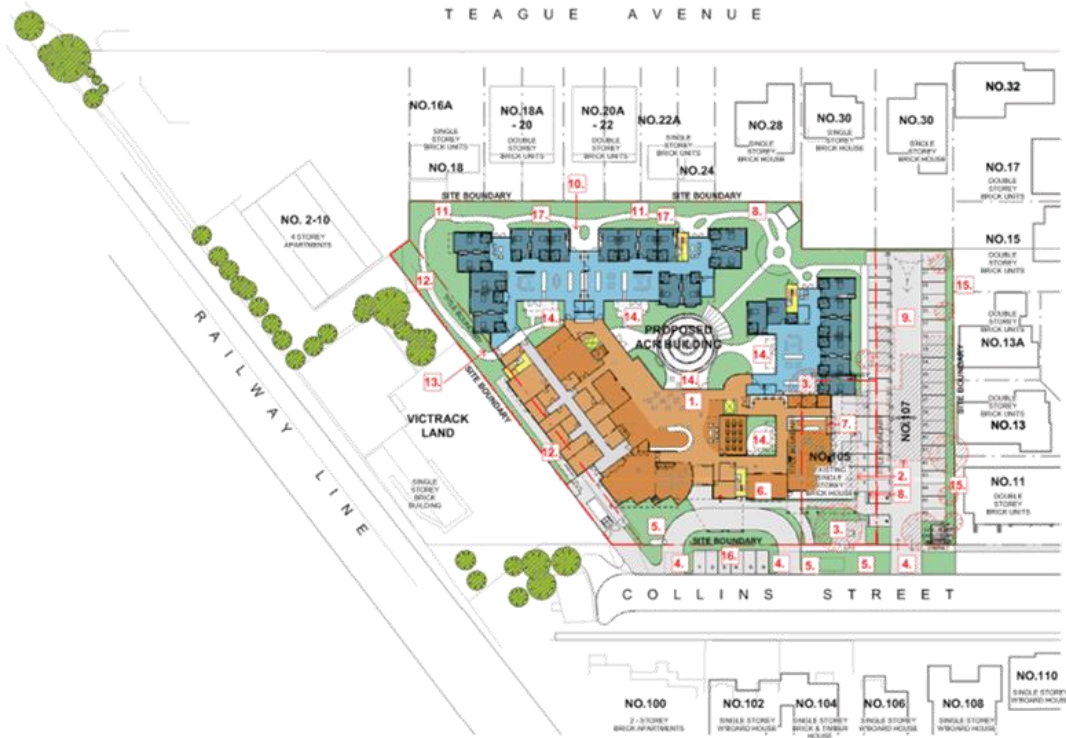 TEAGUE AVENUE
NO.16A
SINGLE
STOREY
BRICK UNITS
NO.18
NO.18A
- 20
DOUBLE
STOREY
BRICK UNITS
NO.20A
- 22
DOUBLE
STOREY
BRICK UNITS
NO.22A
SINGLE
STOREY
BRICK UNITS
NO.24
NO.28
SINGLE
STOREY
BRICK HOUSE
NO.30
SINGLE
STOREY
BRICK HOUSE
NO.30
SINGLE
STOREY
BRICK HOUSE
NO.32
NO.17
DOUBLE
STOREY
BRICK UNITS
NO.15
DOUBLE
STOREY
BRICK UNITS
NO.13A
DOUBLE
STOREY
BRICK UNITS
NO.13
NO.11
DOUBLE
STOREY
BRICK UNITS
NO. 2-10
4 STOREY
APARTMENTS
SITE BOUNDARY
10.
SITE BOUNDARY
11.
17.
11.
17.
8.
12.
15.
9.
14.
14.
PROPOSED
ACR BUILDING
14.
13.
SITE BOUNDARY
14.
3.
1.
SITE BOUNDARY
NO.107
7.
14.
12.
NO.105
EXISTING
SINGLE
STOREY
BRICK HOUSE
2.
6.
8.
15.
5.
3.
SITE BOUNDARY
4.
16.
4.
5.
5.
4.
RAILWAY LINE
VICTRACK
LAND
SINGLE
STOREY
BRICK
BUILDING
COLLINS STREET
NO.100
2 - STOREY
BRICK APARTMENTS
NO.102
SINGLE STOREY
W'BOARD HOUSE
NO.104
SINGLE STOREY
BRICK & TIMBER
HOUSE
NO.106
SINGLE STOREY
W'BOARD HOUSE
NO.108
SINGLE STOREY
W'BOARD HOUSE
NO.110
SINGLE STOREY
W'BOARD HOUSE